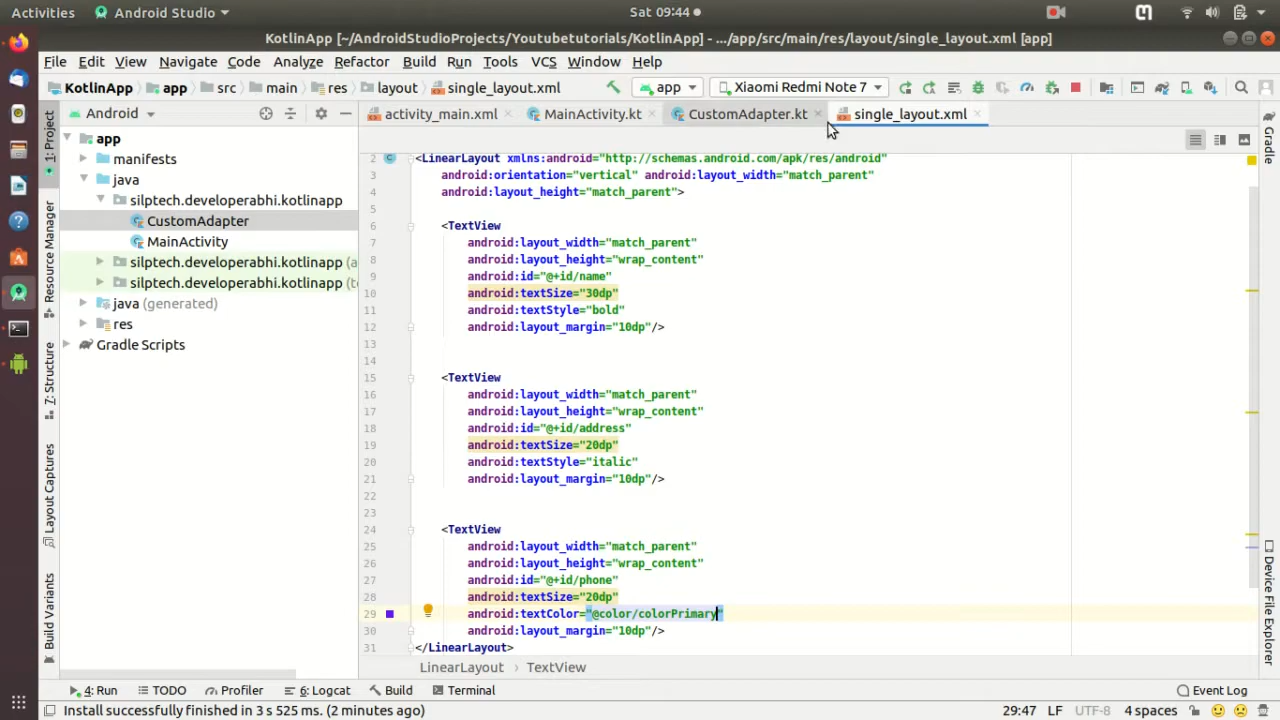 Activities Android Studio Sat 09:44
KotlinApp [~/AndroidStudioProjects/Youtubetutorials/KotlinApp] - .../app/src/main/res/layout/single_layout.xml [app]
File Edit View Navigate Code Analyze Refactor Build Run Tools VCS Window Help
KotlinApp app src main res layout single_layout.xml app Xiaomi Redmi Note 7
Android activity_main.xml MainActivity.kt CustomAdapter.kt single_layout.xml
1: Project
Resource Manager
7: Structure
Layout Captures
Build Variants
app
manifests
java
silptech.developerabhi.kotlinapp
CustomAdapter
MainActivity
silptech.developerabhi.kotlinapp (a
silptech.developerabhi.kotlinapp (t
java (generated)
res
Gradle Scripts
2 <LinearLayout xmlns:android="http://schemas.android.com/apk/res/android"
3 android:orientation="vertical" android:layout_width="match_parent"
4 android:layout_height="match_parent">
5
6 <TextView
7 android:layout_width="match_parent"
8 android:layout_height="wrap_content"
9 android:id="@+id/name"
10 android:textSize="30dp"
11 android:textStyle="bold"
12 android:layout_margin="10dp"/>
13
14
15 <TextView
16 android:layout_width="match_parent"
17 android:layout_height="wrap_content"
18 android:id="@+id/address"
19 android:textSize="20dp"
20 android:textStyle="italic"
21 android:layout_margin="10dp"/>
22
23
24 <TextView
25 android:layout_width="match_parent"
26 android:layout_height="wrap_content"
27 android:id="@+id/phone"
28 android:textSize="20dp"
29 android:textColor="@color/colorPrimary"
30 android:layout_margin="10dp"/>
31 </LinearLayout>
LinearLayout › TextView
Gradle
Device File Explorer
4: Run TODO Profiler 6: Logcat Build Terminal Event Log
Install successfully finished in 3 s 525 ms. (2 minutes ago) 29:47 LF UTF-8 4 spaces